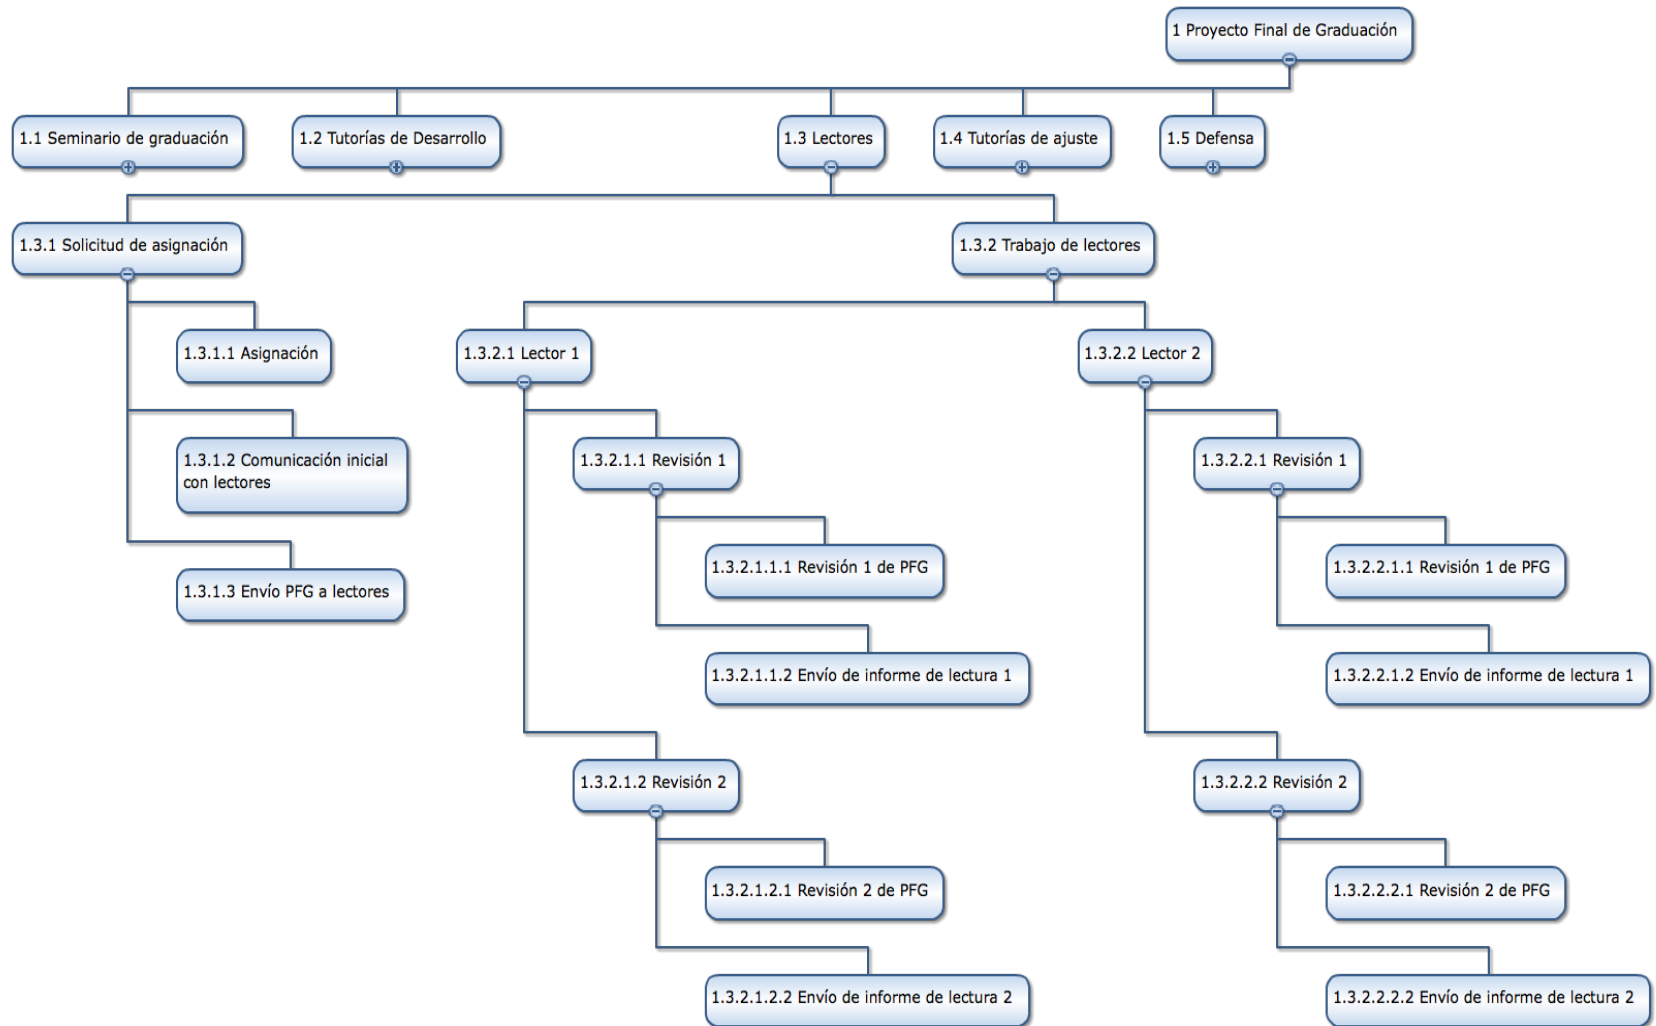 1 Proyecto Final de Graduación
1.1 Seminario de graduación
1.2 Tutorías de Desarrollo
1.3 Lectores
1.4 Tutorías de ajuste
1.5 Defensa
1.3.1 Solicitud de asignación
1.3.2 Trabajo de lectores
1.3.1.1 Asignación
1.3.2.1 Lector 1
1.3.2.2 Lector 2
1.3.1.2 Comunicación inicial
con lectores
1.3.2.1.1 Revisión 1
1.3.2.2.1 Revisión 1
1.3.1.3 Envío PFG a lectores
1.3.2.1.1.1 Revisión 1 de PFG
1.3.2.2.1.1 Revisión 1 de PFG
1.3.2.1.1.2 Envío de informe de lectura 1
1.3.2.2.1.2 Envío de informe de lectura 1
1.3.2.1.2 Revisión 2
1.3.2.2.2 Revisión 2
1.3.2.1.2.1 Revisión 2 de PFG
1.3.2.2.2.1 Revisión 2 de PFG
1.3.2.1.2.2 Envío de informe de lectura 2
1.3.2.2.2.2 Envío de informe de lectura 2